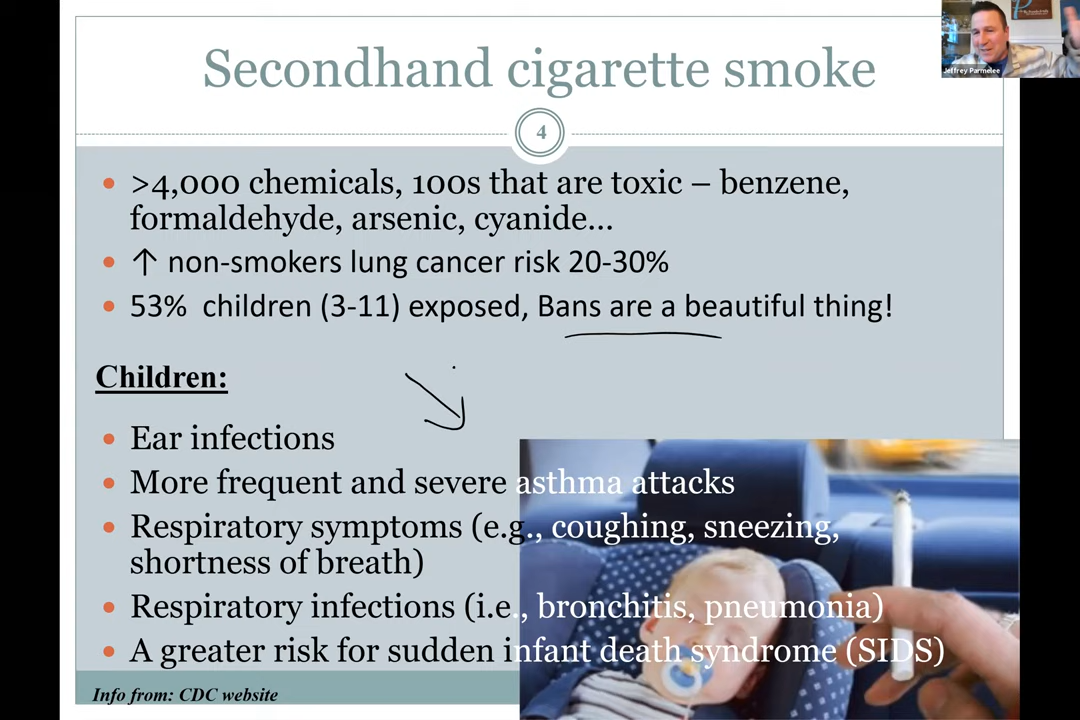 Secondhand cigarette smoke
Jeffrey Parmelee
4
• >4,000 chemicals, 100s that are toxic – benzene,
formaldehyde, arsenic, cyanide…
• ↑ non-smokers lung cancer risk 20-30%
• 53% children (3-11) exposed, Bans are a beautiful thing!
Children:
• Ear infections
• More frequent and severe asthma attacks
• Respiratory symptoms (e.g., coughing, sneezing,
shortness of breath)
• Respiratory infections (i.e., bronchitis, pneumonia)
• A greater risk for sudden infant death syndrome (SIDS)
Info from: CDC website